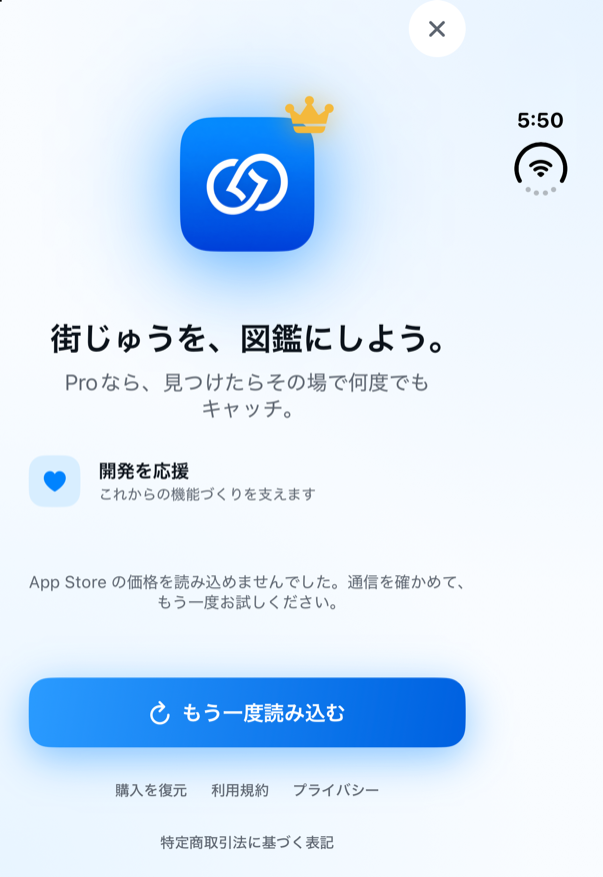 5:50
街じゅうを、図鑑にしよう。
Proなら、見つけたらその場で何度でも
キャッチ。
開発を応援
これからの機能づくりを支えます
App Store の価格を読み込めませんでした。通信を確かめて、
もう一度お試しください。
もう一度読み込む
購入を復元 利用規約 プライバシー
特定商取引法に基づく表記